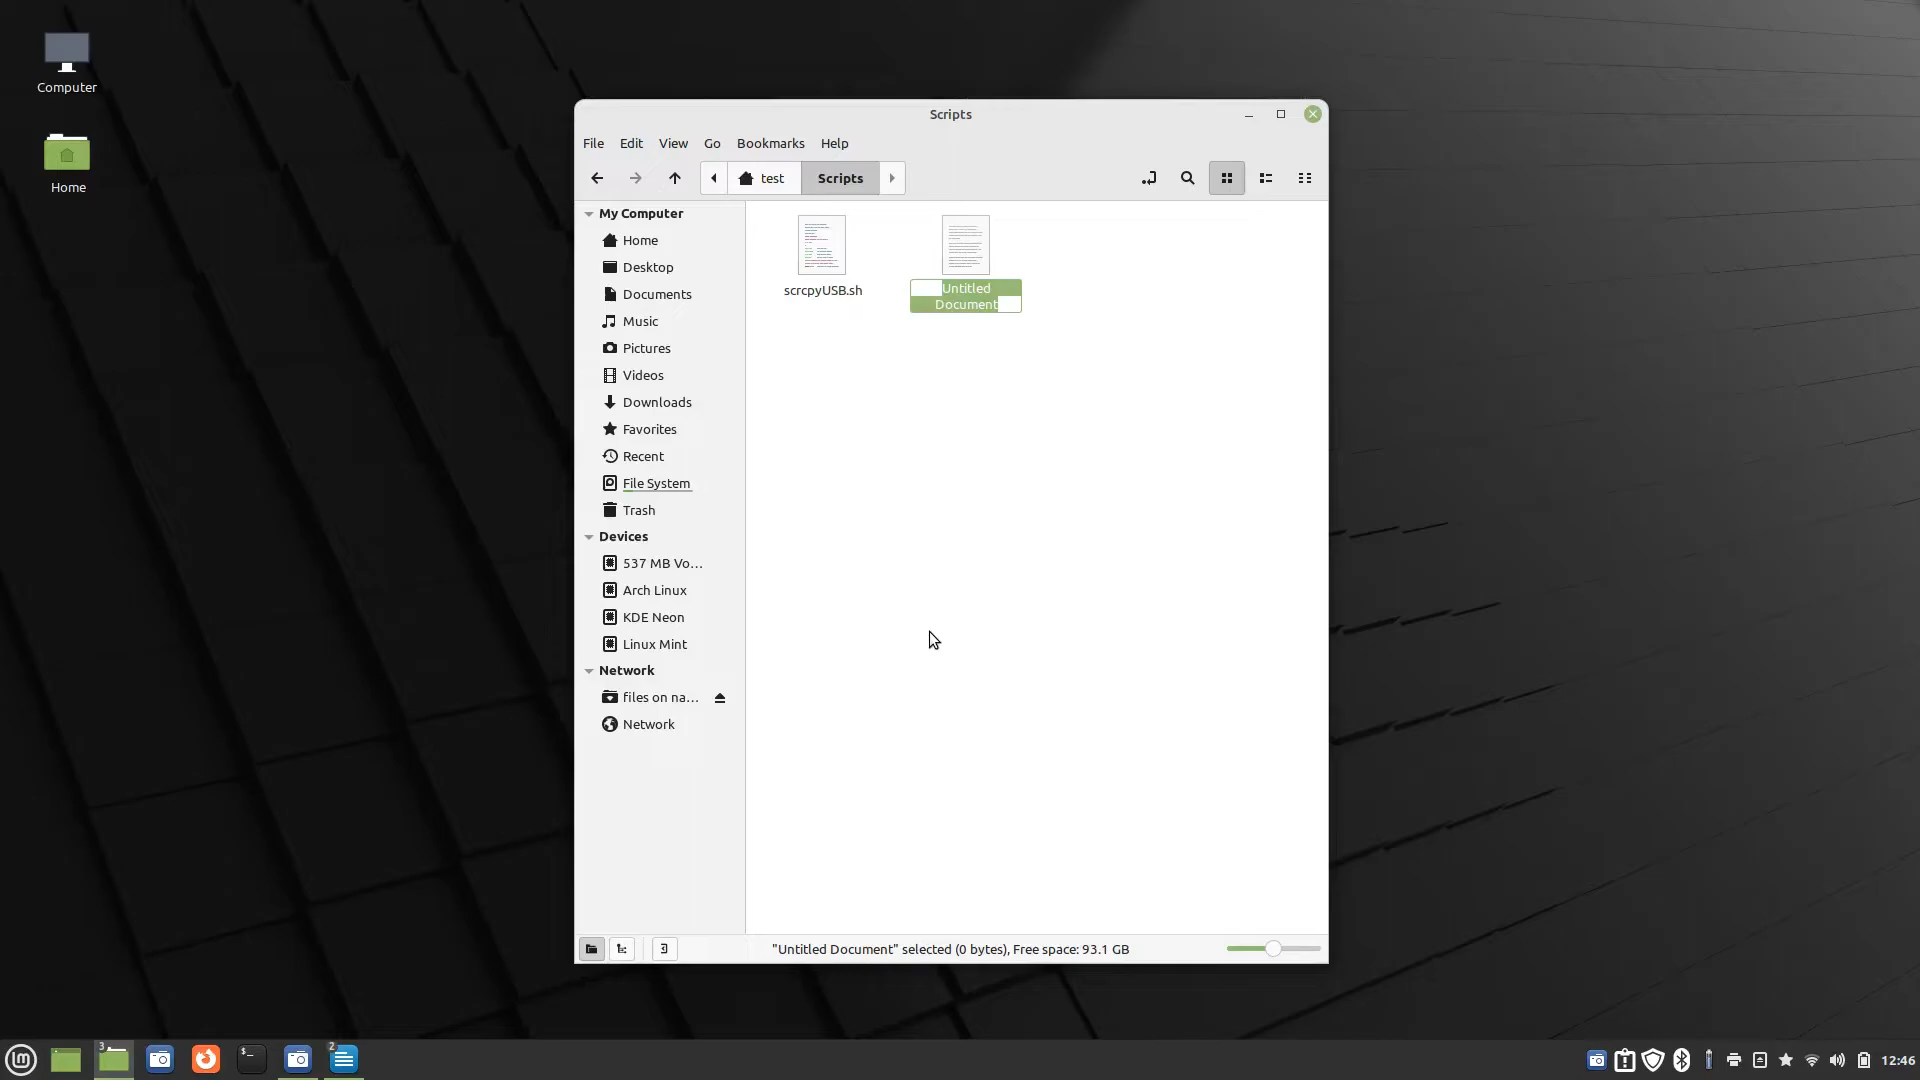 Computer
Home
Scripts
File Edit View Go Bookmarks Help
test Scripts
My Computer
Home
Desktop
Documents
Music
Pictures
Videos
Downloads
Favorites
Recent
File System
Trash
Devices
537 MB Vo...
Arch Linux
KDE Neon
Linux Mint
Network
files on na...
Network
scrcpyUSB.sh
Untitled
Document
"Untitled Document" selected (0 bytes), Free space: 93.1 GB
3
2
12:46